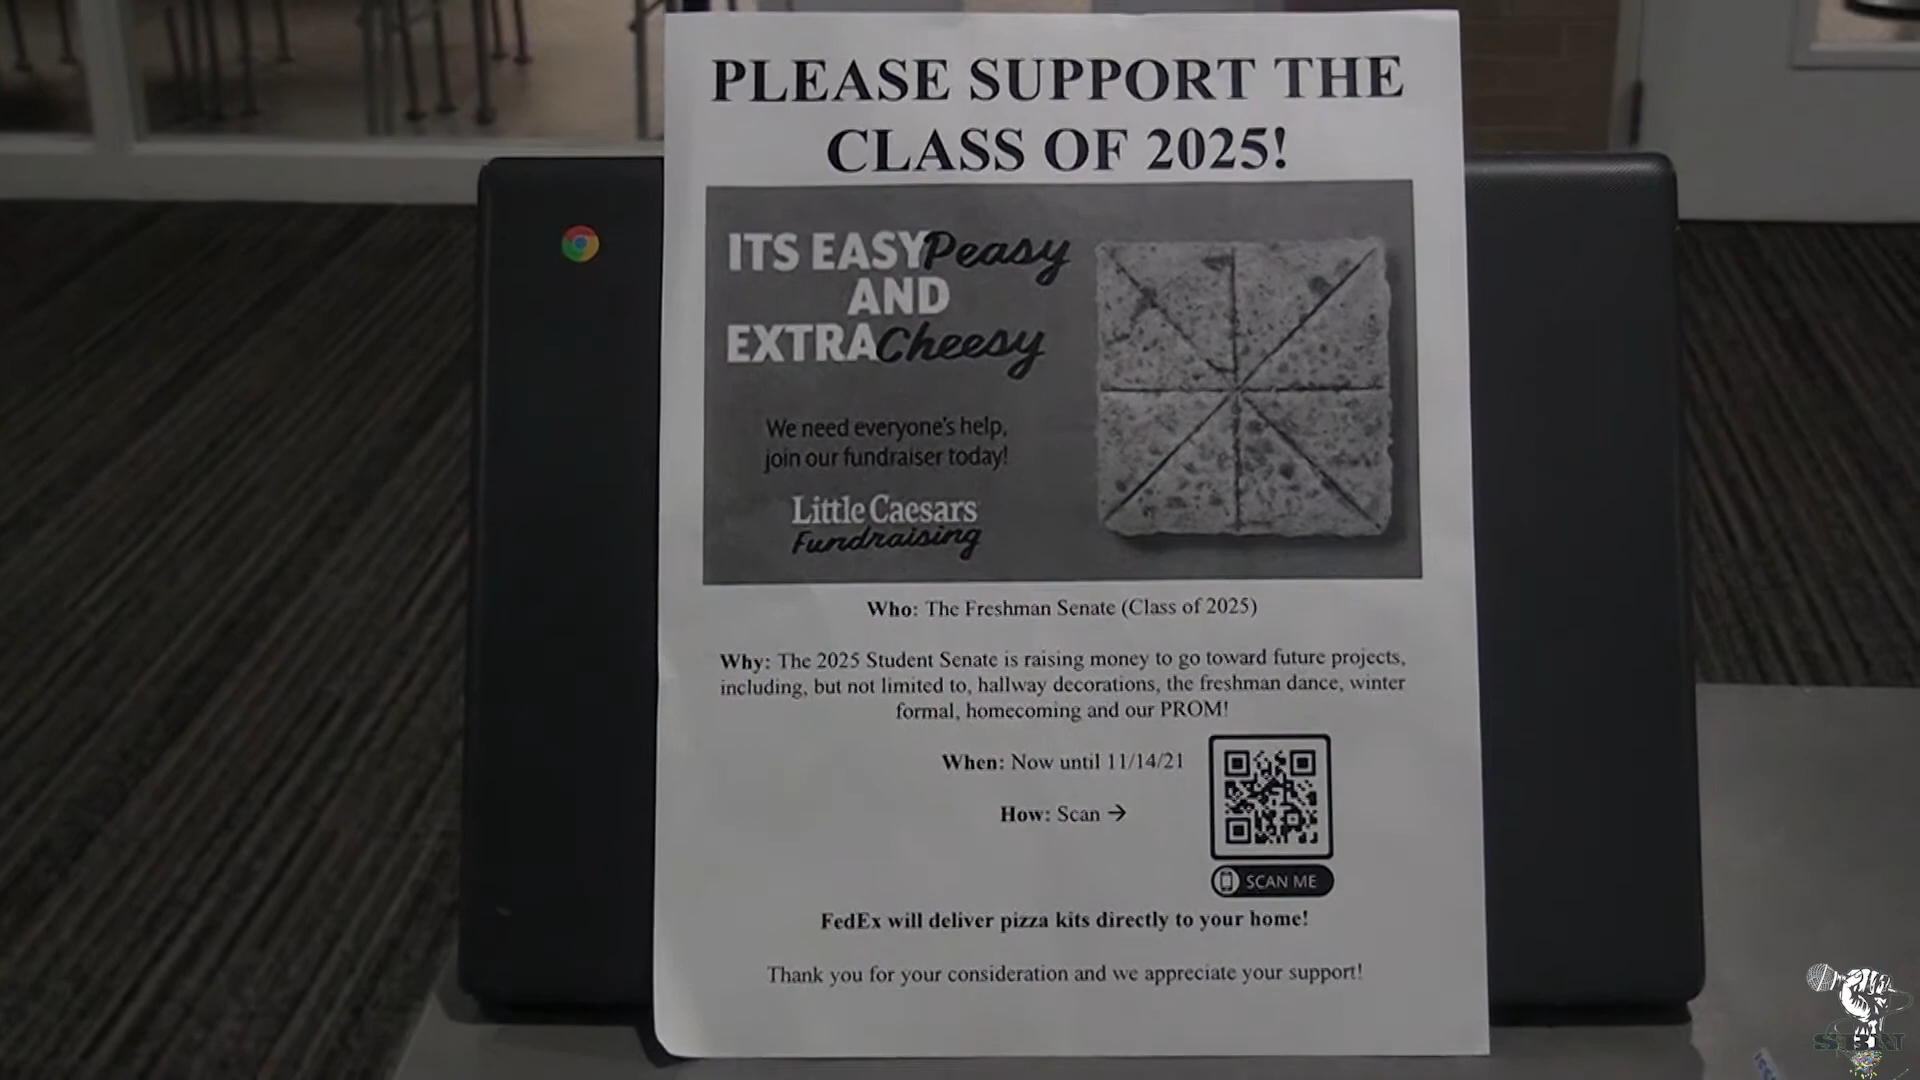 PLEASE SUPPORT THE
CLASS OF 2025!
ITS EASY Peasy
AND
EXTRA Cheesy
We need everyone's help,
join our fundraiser today!
Little Caesars
Fundraising
Who: The Freshman Senate (Class of 2025)
Why: The 2025 Student Senate is raising money to go toward future projects,
including, but not limited to, hallway decorations, the freshman dance, winter
formal, homecoming and our PROM!
When: Now until 11/14/21
How: Scan →
SCAN ME
FedEx will deliver pizza kits directly to your home!
Thank you for your consideration and we appreciate your support!